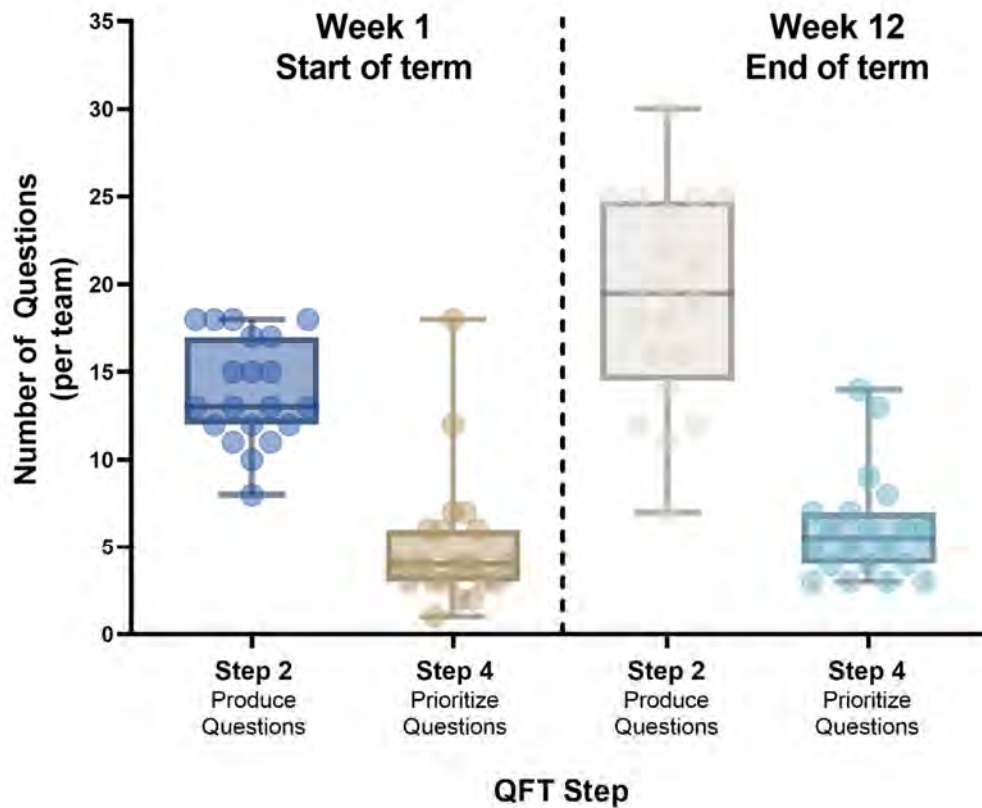 Week 1
Start of term
Week 12
End of term
Number of Questions
(per team)
35
30
25
20
15
10
5
0
Step 2
Produce
Questions
Step 4
Prioritize
Questions
Step 2
Produce
Questions
Step 4
Prioritize
Questions
QFT Step